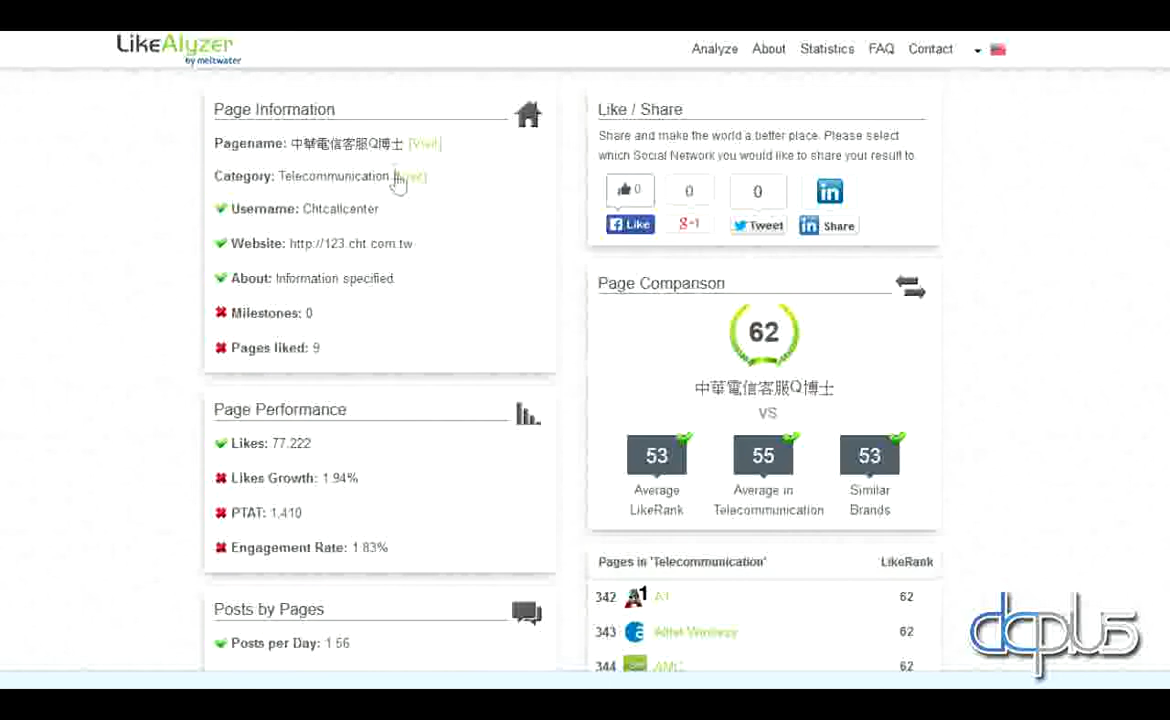 LikeAlyzer
by meltwater
Analyze About Statistics FAQ Contact
Page Information
Pagename: 中華電信客服Q博士 [Visit]
Category: Telecommunication
Username: Chtcallcenter
Website: http://123.cht.com.tw
About: Information specified
Milestones: 0
Pages liked: 9
Page Performance
Likes: 77.222
Likes Growth: 1.94%
PTAT: 1,410
Engagement Rate: 1.83%
Posts by Pages
Posts per Day: 1.56
Like / Share
Share and make the world a better place. Please select
which Social Network you would like to share your result to.
0 0 0 in
Like g+1 Tweet in Share
Page Comparison
62
中華電信客服Q博士
VS
53 55 53
Average LikeRank
Average in Telecommunication
Similar Brands
Pages in 'Telecommunication' LikeRank
342 A1 62
343 Alltel Wireless 62
344 AMC 62
dcplus